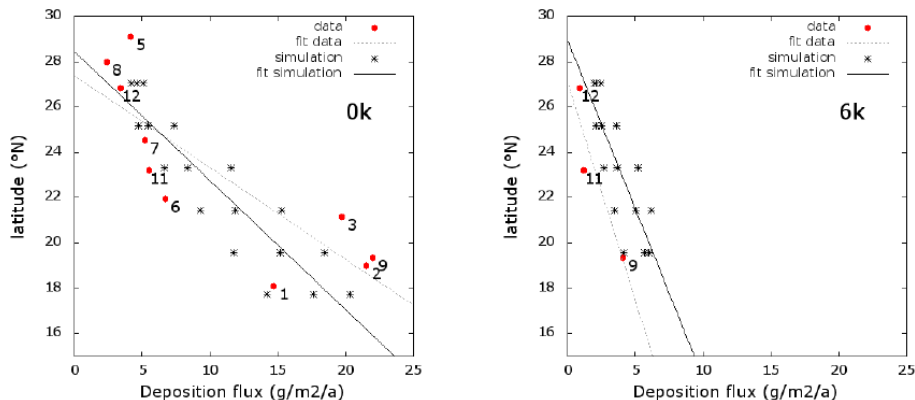 30
28
26
24
22
20
18
16
latitude (°N)
0 5 10 15 20 25
Deposition flux (g/m2/a)
data
fit data
simulation
fit simulation
0k
5
8
12
7
11
6
3
9
2
1
30
28
26
24
22
20
18
16
latitude (°N)
0 5 10 15 20 25
Deposition flux (g/m2/a)
data
fit data
simulation
fit simulation
6k
12
11
9